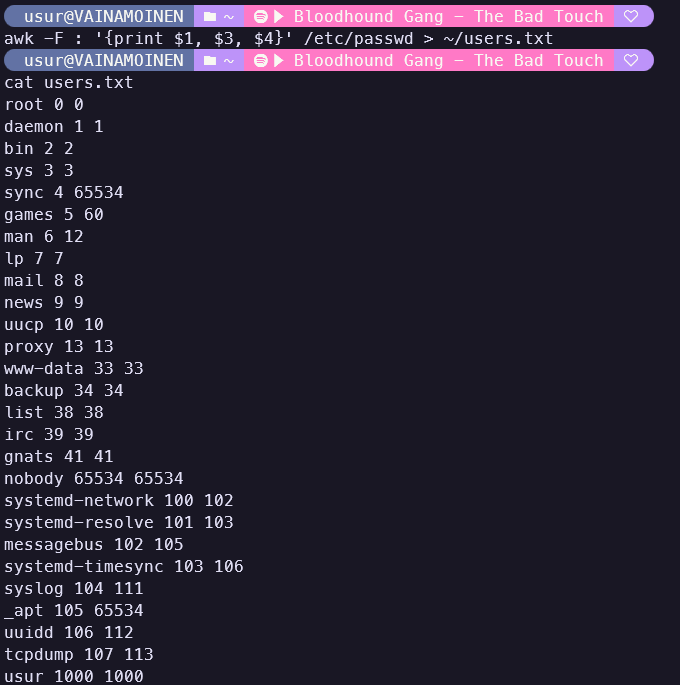 usur@VAINAMOINEN ~ Bloodhound Gang - The Bad Touch
awk -F : '{print $1, $3, $4}' /etc/passwd > ~/users.txt
usur@VAINAMOINEN ~ Bloodhound Gang - The Bad Touch
cat users.txt
root 0 0
daemon 1 1
bin 2 2
sys 3 3
sync 4 65534
games 5 60
man 6 12
lp 7 7
mail 8 8
news 9 9
uucp 10 10
proxy 13 13
www-data 33 33
backup 34 34
list 38 38
irc 39 39
gnats 41 41
nobody 65534 65534
systemd-network 100 102
systemd-resolve 101 103
messagebus 102 105
systemd-timesync 103 106
syslog 104 111
_apt 105 65534
uuidd 106 112
tcpdump 107 113
usur 1000 1000